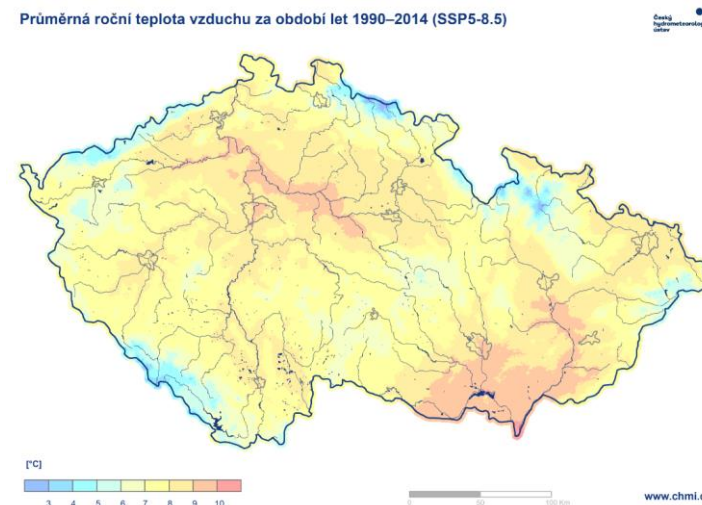 Průměrná roční teplota vzduchu za období let 1990–2014 (SSP5-8.5)
Český
hydrometeorolog
ústav
[°C]
3 4 5 6 7 8 9 10
0 50 100 Km
www.chmi.c